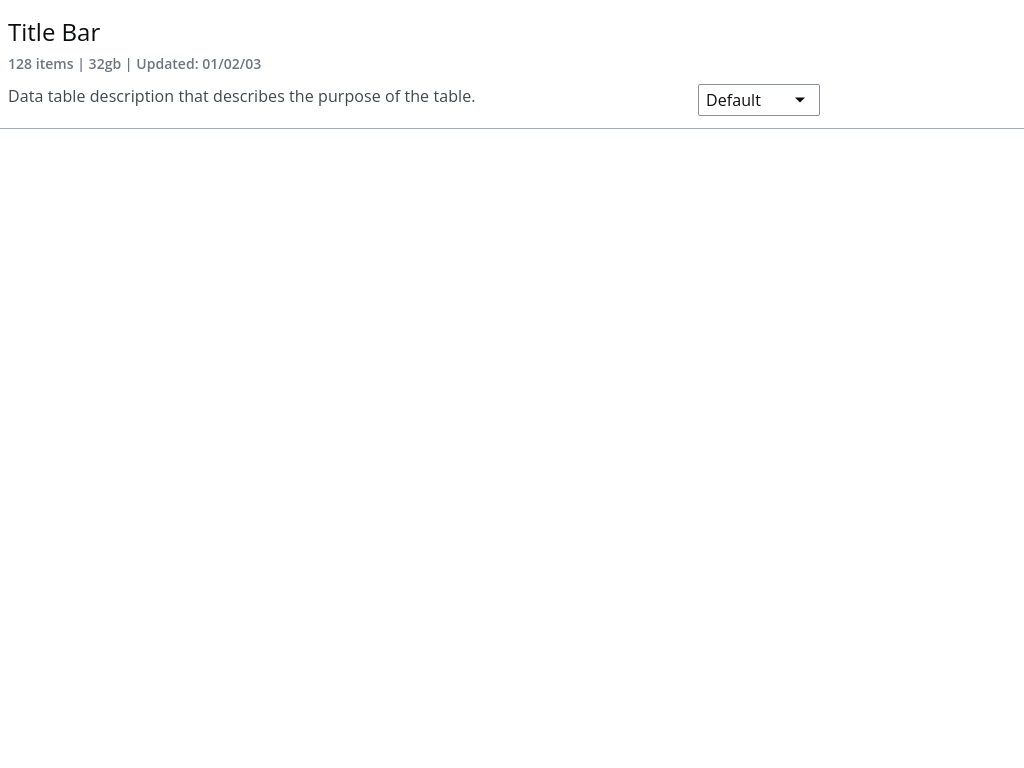 Title Bar
128 items | 32gb | Updated: 01/02/03
Data table description that describes the purpose of the table.
Default